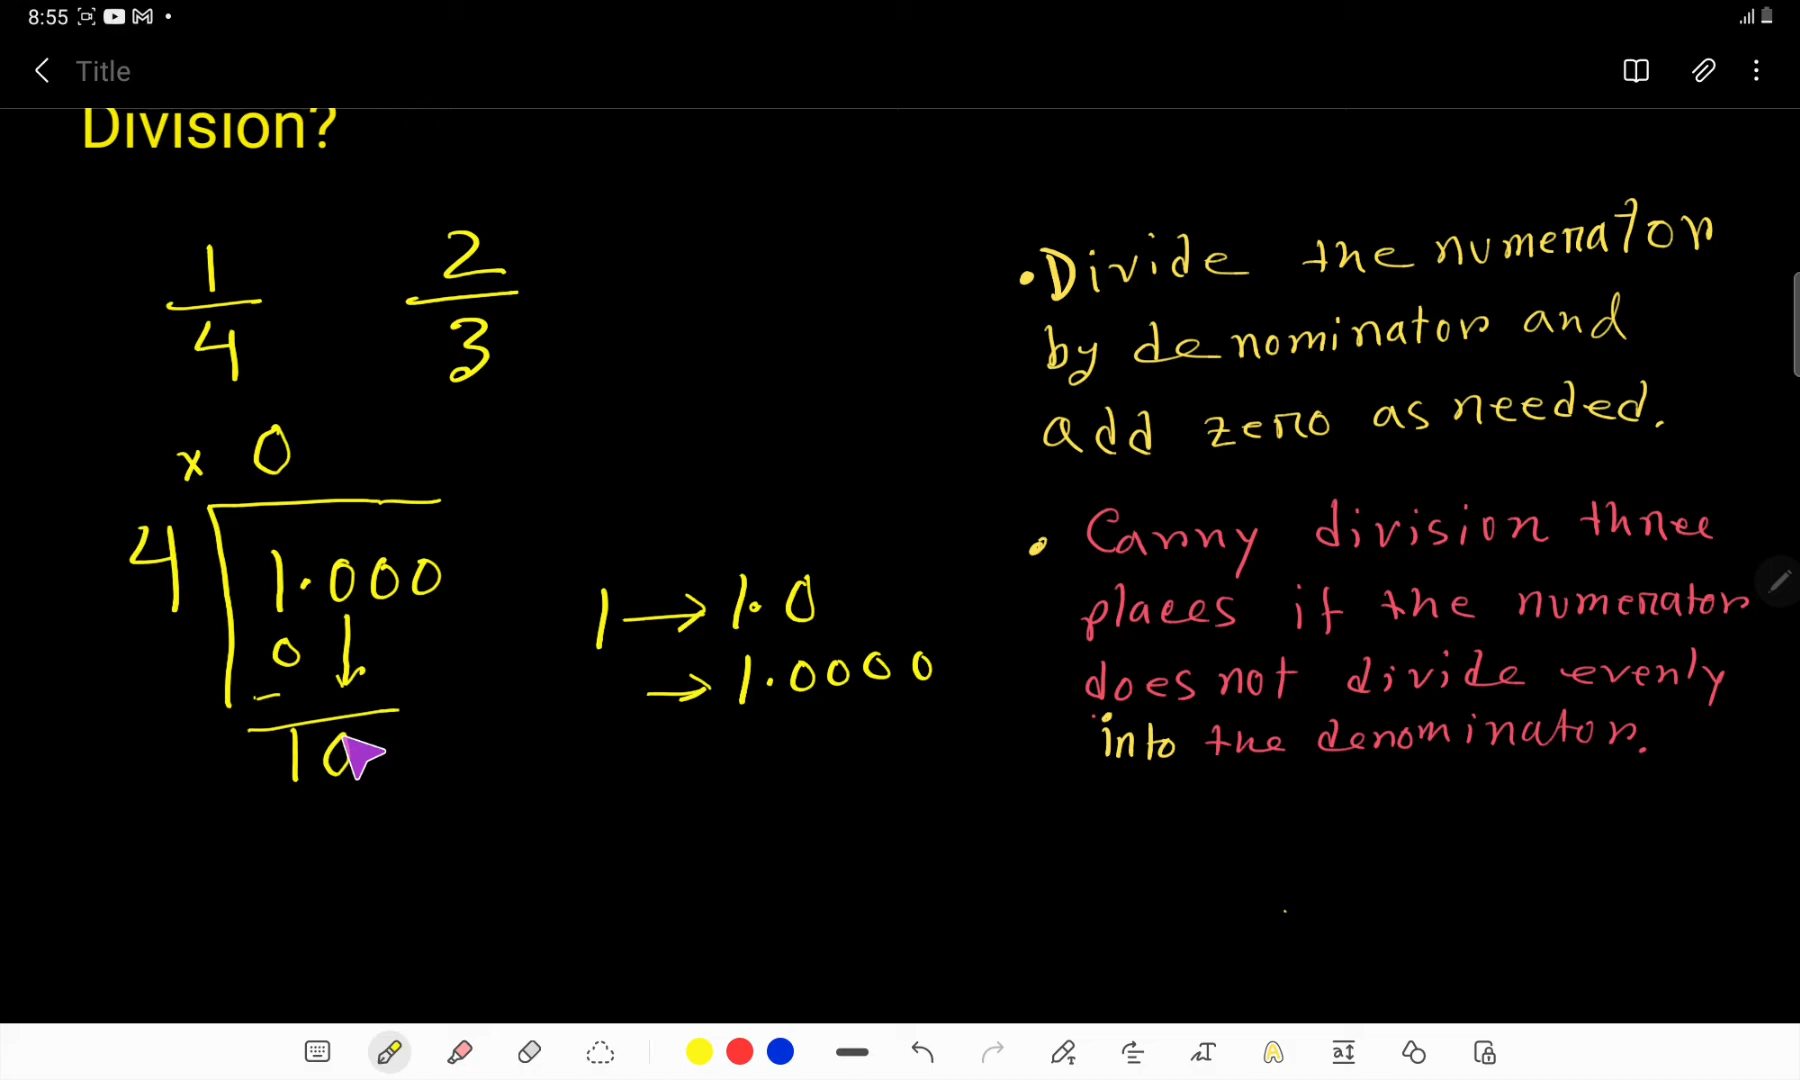 8:55
Title
Division?
1
4
2
3
x 0
4
1.000
0
-
10
1 → 1.0
→ 1.0000
• Divide the numerator
by denominator and
add zero as needed.
• Carry division three
places if the numerator
does not divide evenly
into the denominator.